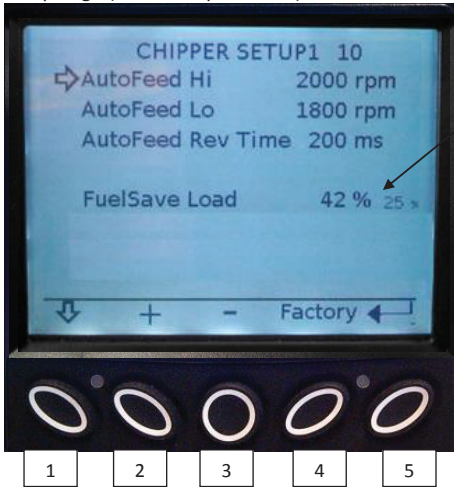 CHIPPER SETUP1 10
AutoFeed Hi 2000 rpm
AutoFeed Lo 1800 rpm
AutoFeed Rev Time 200 ms
FuelSave Load 42 % 25 %
+ - Factory
1 2 3 4 5